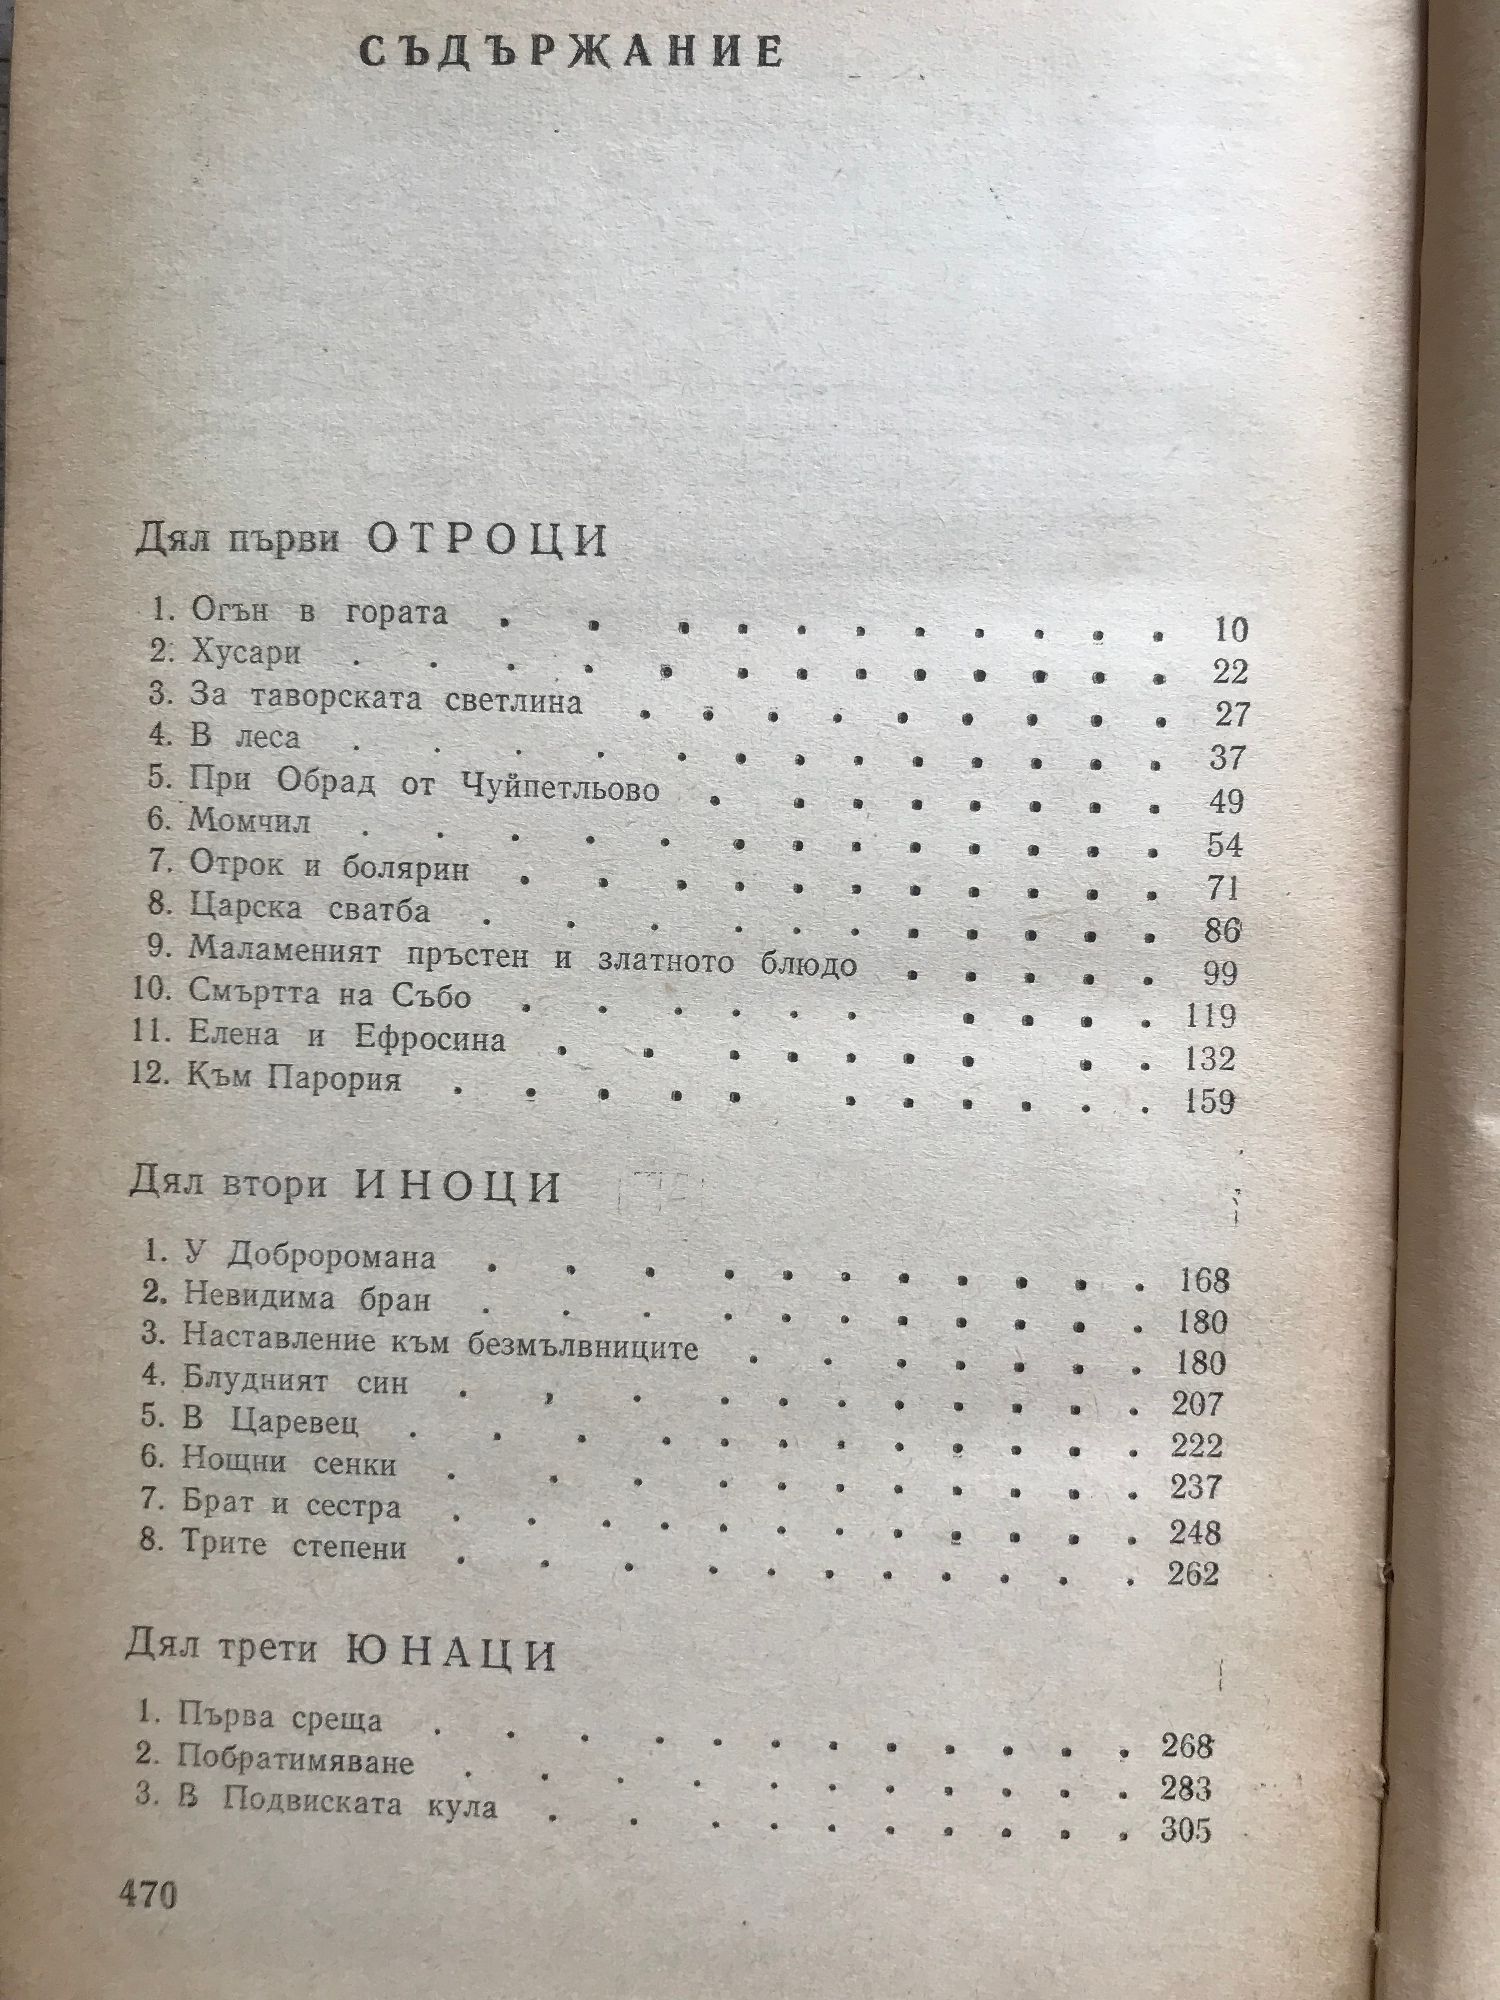 СЪДЪРЖАНИЕ
Дял първи ОТРОЦИ
1. Огън в гората . . . . . . . . . . . 10
2. Хусари . . . . . . . . . . . . 22
3. За таворската светлина . . . . . . . . . 27
4. В леса . . . . . . . . . . . . 37
5. При Обрад от Чуйпетльово . . . . . . . . 49
6. Момчил . . . . . . . . . . . . . 54
7. Отрок и болярин . . . . . . . . . . . 71
8. Царска сватба . . . . . . . . . . . 86
9. Маламеният пръстен и златното блюдо . . . . . 99
10. Смъртта на Събо . . . . . . . . . . 119
11. Елена и Ефросина . . . . . . . . . 132
12. Към Парория . . . . . . . . . . . 159
Дял втори ИНОЦИ
1. У Доброромана . . . . . . . . . . . 168
2. Невидима бран . . . . . . . . . . . 180
3. Наставление към безмълвниците . . . . . . 180
4. Блудният син . . . . . . . . . . 207
5. В Царевец . . . . . . . . . . . . 222
6. Нощни сенки . . . . . . . . . . . 237
7. Брат и сестра . . . . . . . . . . . 248
8. Трите степени . . . . . . . . . . . 262
Дял трети ЮНАЦИ
1. Първа среща . . . . . . . . . . . 268
2. Побратимяване . . . . . . . . . . 283
3. В Подвиската кула . . . . . . . . . 305
470